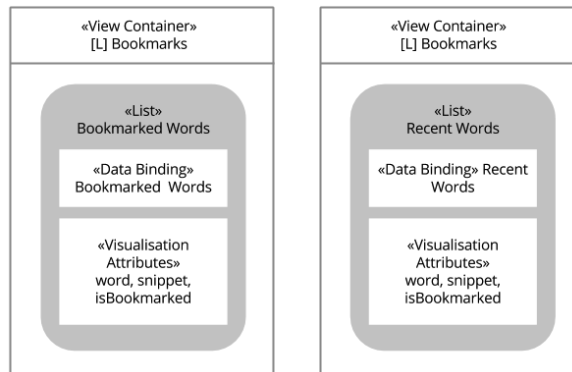 «View Container»
[L] Bookmarks
«List»
Bookmarked Words
«Data Binding»
Bookmarked Words
«Visualisation
Attributes»
word, snippet,
isBookmarked
«View Container»
[L] Bookmarks
«List»
Recent Words
«Data Binding» Recent
Words
«Visualisation
Attributes»
word, snippet,
isBookmarked